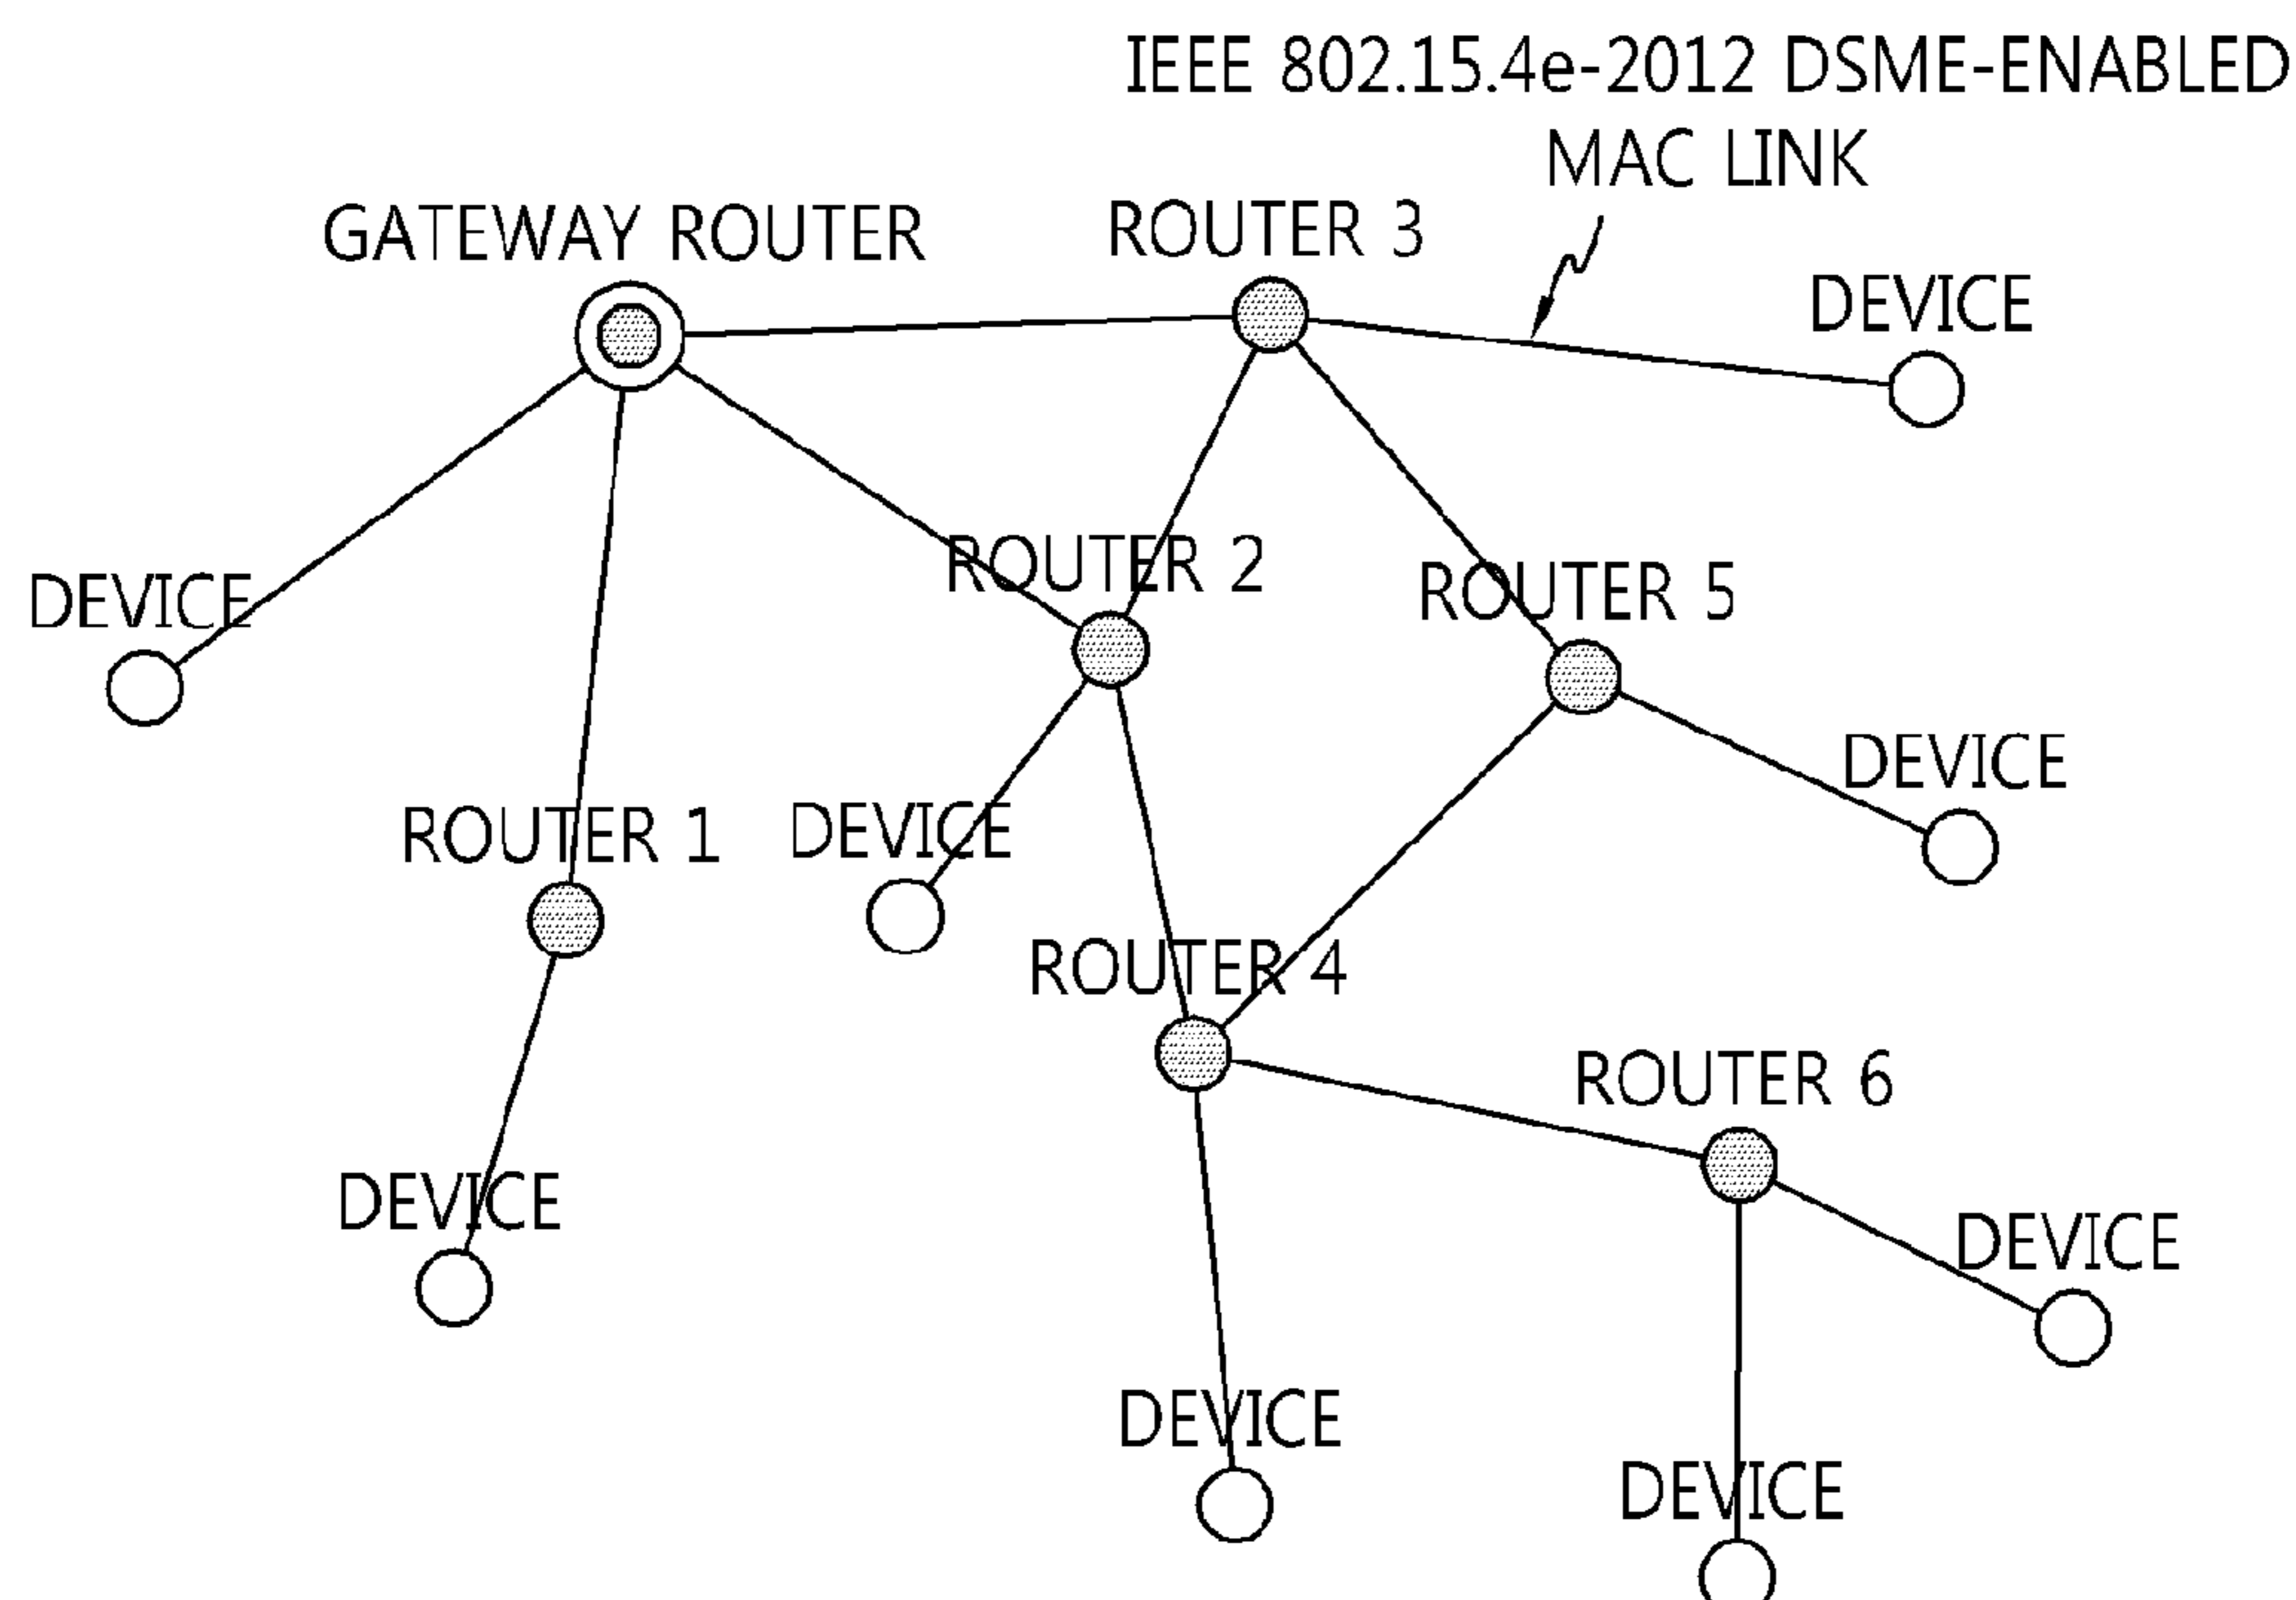 IEEE 802.15.4e-2012 DSME-ENABLED
MAC LINK
GATEWAY ROUTER
ROUTER 3
DEVICE
ROUTER 2
ROUTER 5
DEVICE
DEVICE
ROUTER 1
DEVICE
ROUTER 4
ROUTER 6
DEVICE
DEVICE
DEVICE
DEVICE